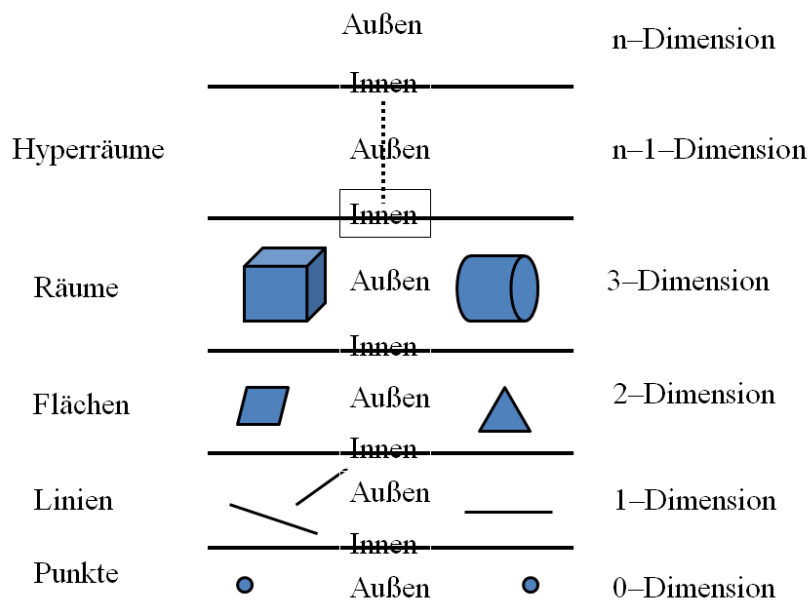 Außen n–Dimension
Innen
Hyperräume Außen n–1–Dimension
Innen
Räume Außen 3–Dimension
Innen
Flächen Außen 2–Dimension
Innen
Linien Außen 1–Dimension
Innen
Punkte Außen 0–Dimension